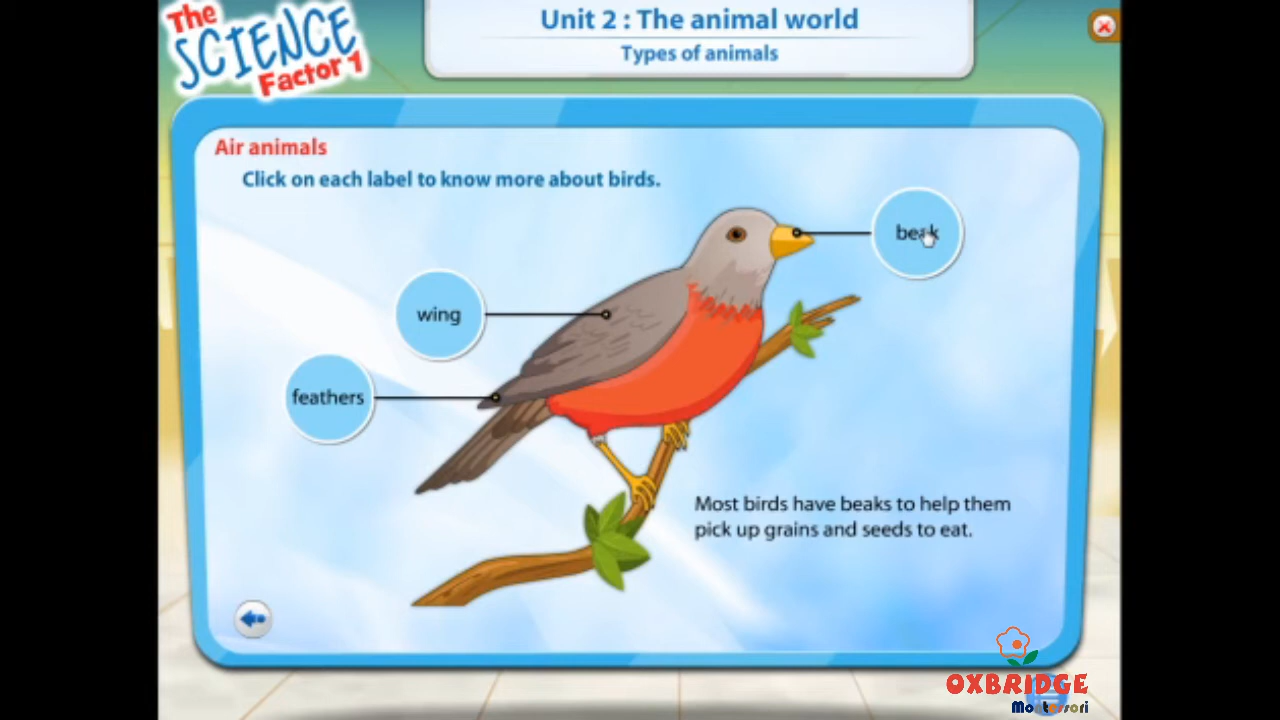 The
SCIENCE
Factor 1
Unit 2 : The animal world
Types of animals
Air animals
Click on each label to know more about birds.
beak
wing
feathers
Most birds have beaks to help them
pick up grains and seeds to eat.
OXBRIDGE
Montessori